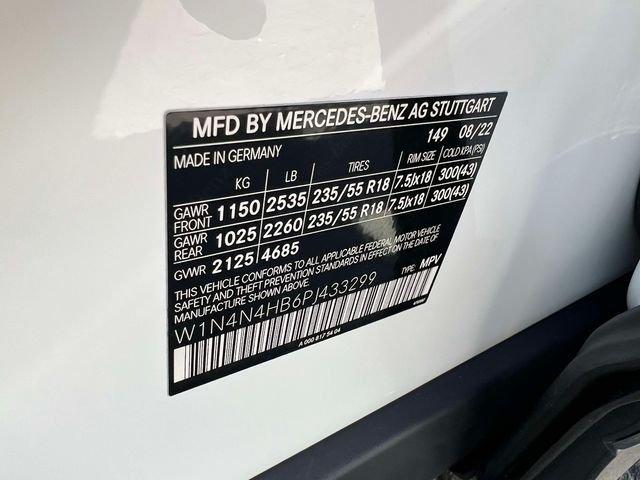 MFD BY MERCEDES-BENZ AG STUTTGART
149 08/22
MADE IN GERMANY
KG LB TIRES RIM SIZE COLD KPA (PSI)
GAWR FRONT 1150 2535 235/55 R18 7.5Jx18 300(43)
GAWR REAR 1025 2260 235/55 R18 7.5Jx18 300(43)
GVWR 2125 4685
THIS VEHICLE CONFORMS TO ALL APPLICABLE FEDERAL MOTOR VEHICLE
SAFETY AND THEFT PREVENTION STANDARDS IN EFFECT ON THE DATE OF
MANUFACTURE SHOWN ABOVE.
W1N4N4HB6PJ433299 TYPE: MPV
A 000 817 54 04